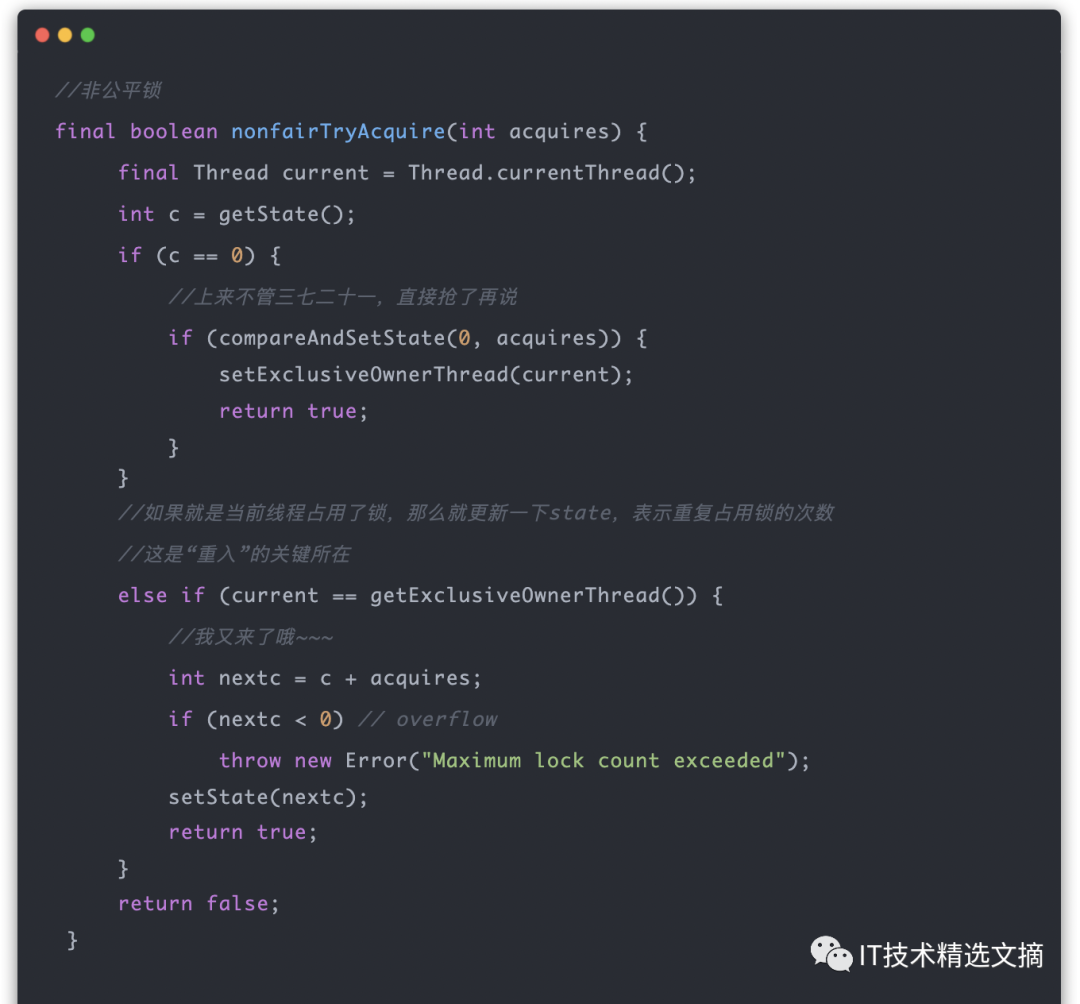 //非公平锁
final boolean nonfairTryAcquire(int acquires) {
final Thread current = Thread.currentThread();
int c = getState();
if (c == 0) {
//上来不管三七二十一，直接抢了再说
if (compareAndSetState(0, acquires)) {
setExclusiveOwnerThread(current);
return true;
}
}
//如果就是当前线程占用了锁，那么就更新一下state，表示重复占用锁的次数
//这是“重入”的关键所在
else if (current == getExclusiveOwnerThread()) {
//我又来了哦~~~
int nextc = c + acquires;
if (nextc < 0) // overflow
throw new Error("Maximum lock count exceeded");
setState(nextc);
return true;
}
return false;
}
IT技术精选文摘